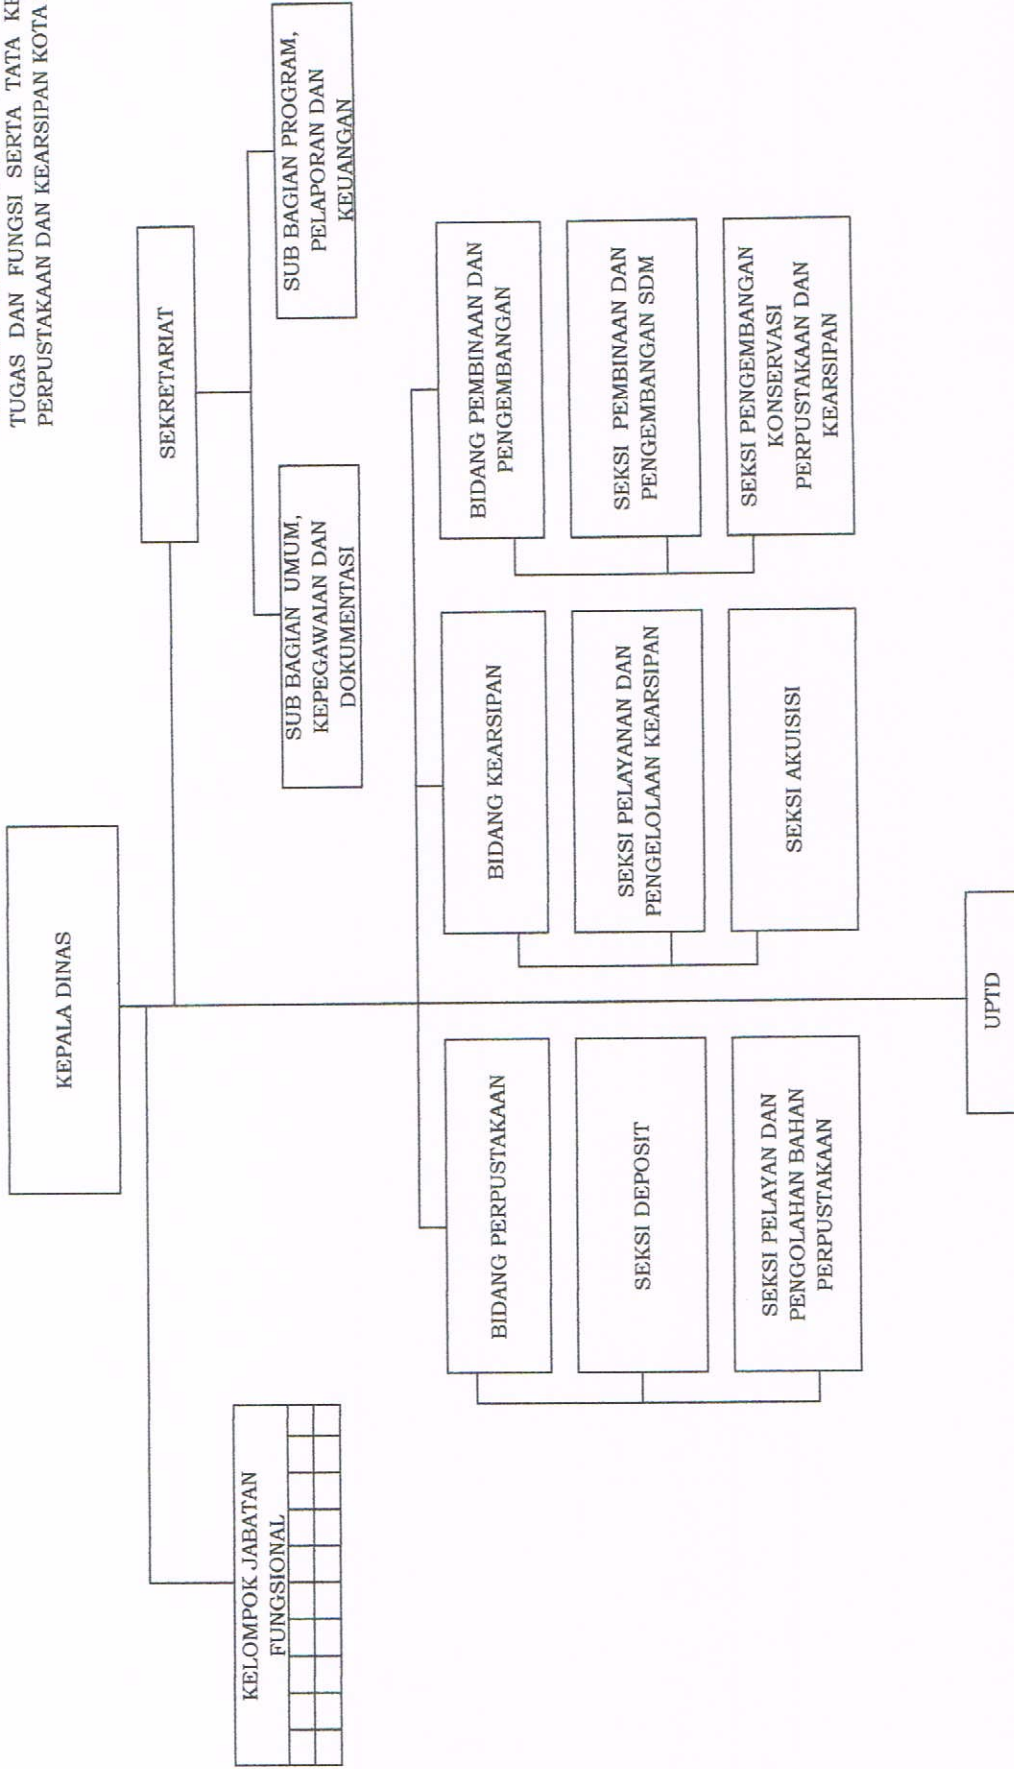 TUGAS DAN FUNGSI SERTA TATA
PERPUSTAKAAN DAN KEARSIPAN KOTA
KEPALA DINAS
SEKRETARIAT
KELOMPOK JABATAN
FUNGSIONAL
SUB BAGIAN UMUM,
KEPEGAWAIAN DAN
DOKUMENTASI
SUB BAGIAN PROGRAM,
PELAPORAN DAN
KEUANGAN
BIDANG PERPUSTAKAAN
BIDANG KEARSIPAN
BIDANG PEMBINAAN DAN
PENGEMBANGAN
SEKSI DEPOSIT
SEKSI PELAYANAN DAN
PENGELOLAAN KEARSIPAN
SEKSI PEMBINAAN DAN
PENGEMBANGAN SDM
SEKSI PELAYAN DAN
PENGOLAHAN BAHAN
PERPUSTAKAAN
SEKSI AKUISISI
SEKSI PENGEMBANGAN
KONSERVASI
PERPUSTAKAAN DAN
KEARSIPAN
UPTD